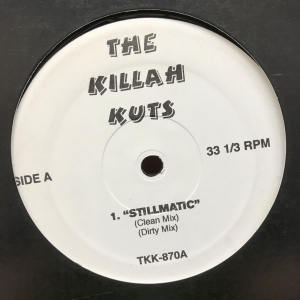 THE
KILLAH
KUTS
SIDE A
33 1/3 RPM
1. "STILLMATIC"
(Clean Mix)
(Dirty Mix)
TKK-870A